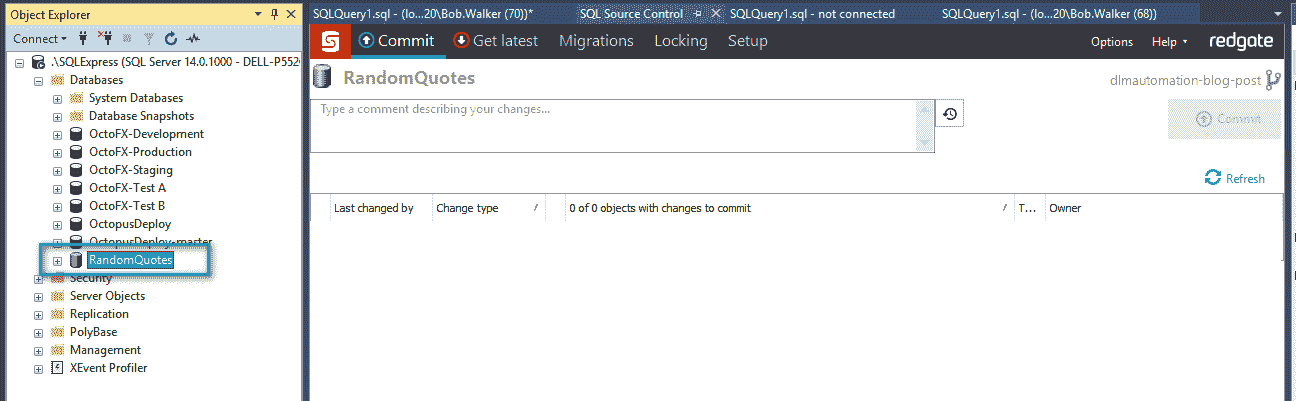 Object Explorer
Connect
.\SQLExpress (SQL Server 14.0.1000 - DELL-P552
Databases
System Databases
Database Snapshots
OctoFX-Development
OctoFX-Production
OctoFX-Staging
OctoFX-Test A
OctoFX-Test B
OctopusDeploy
OctopusDeploy-master
RandomQuotes
Security
Server Objects
Replication
PolyBase
Management
XEvent Profiler
SQLQuery1.sql - (lo...20\Bob.Walker (70))* SQL Source Control SQLQuery1.sql - not connected SQLQuery1.sql - (lo...20\Bob.Walker (68))
Commit Get latest Migrations Locking Setup Options Help redgate
RandomQuotes dlmautomation-blog-post
Type a comment describing your changes...
Commit
Refresh
Last changed by Change type 0 of 0 objects with changes to commit T... Owner